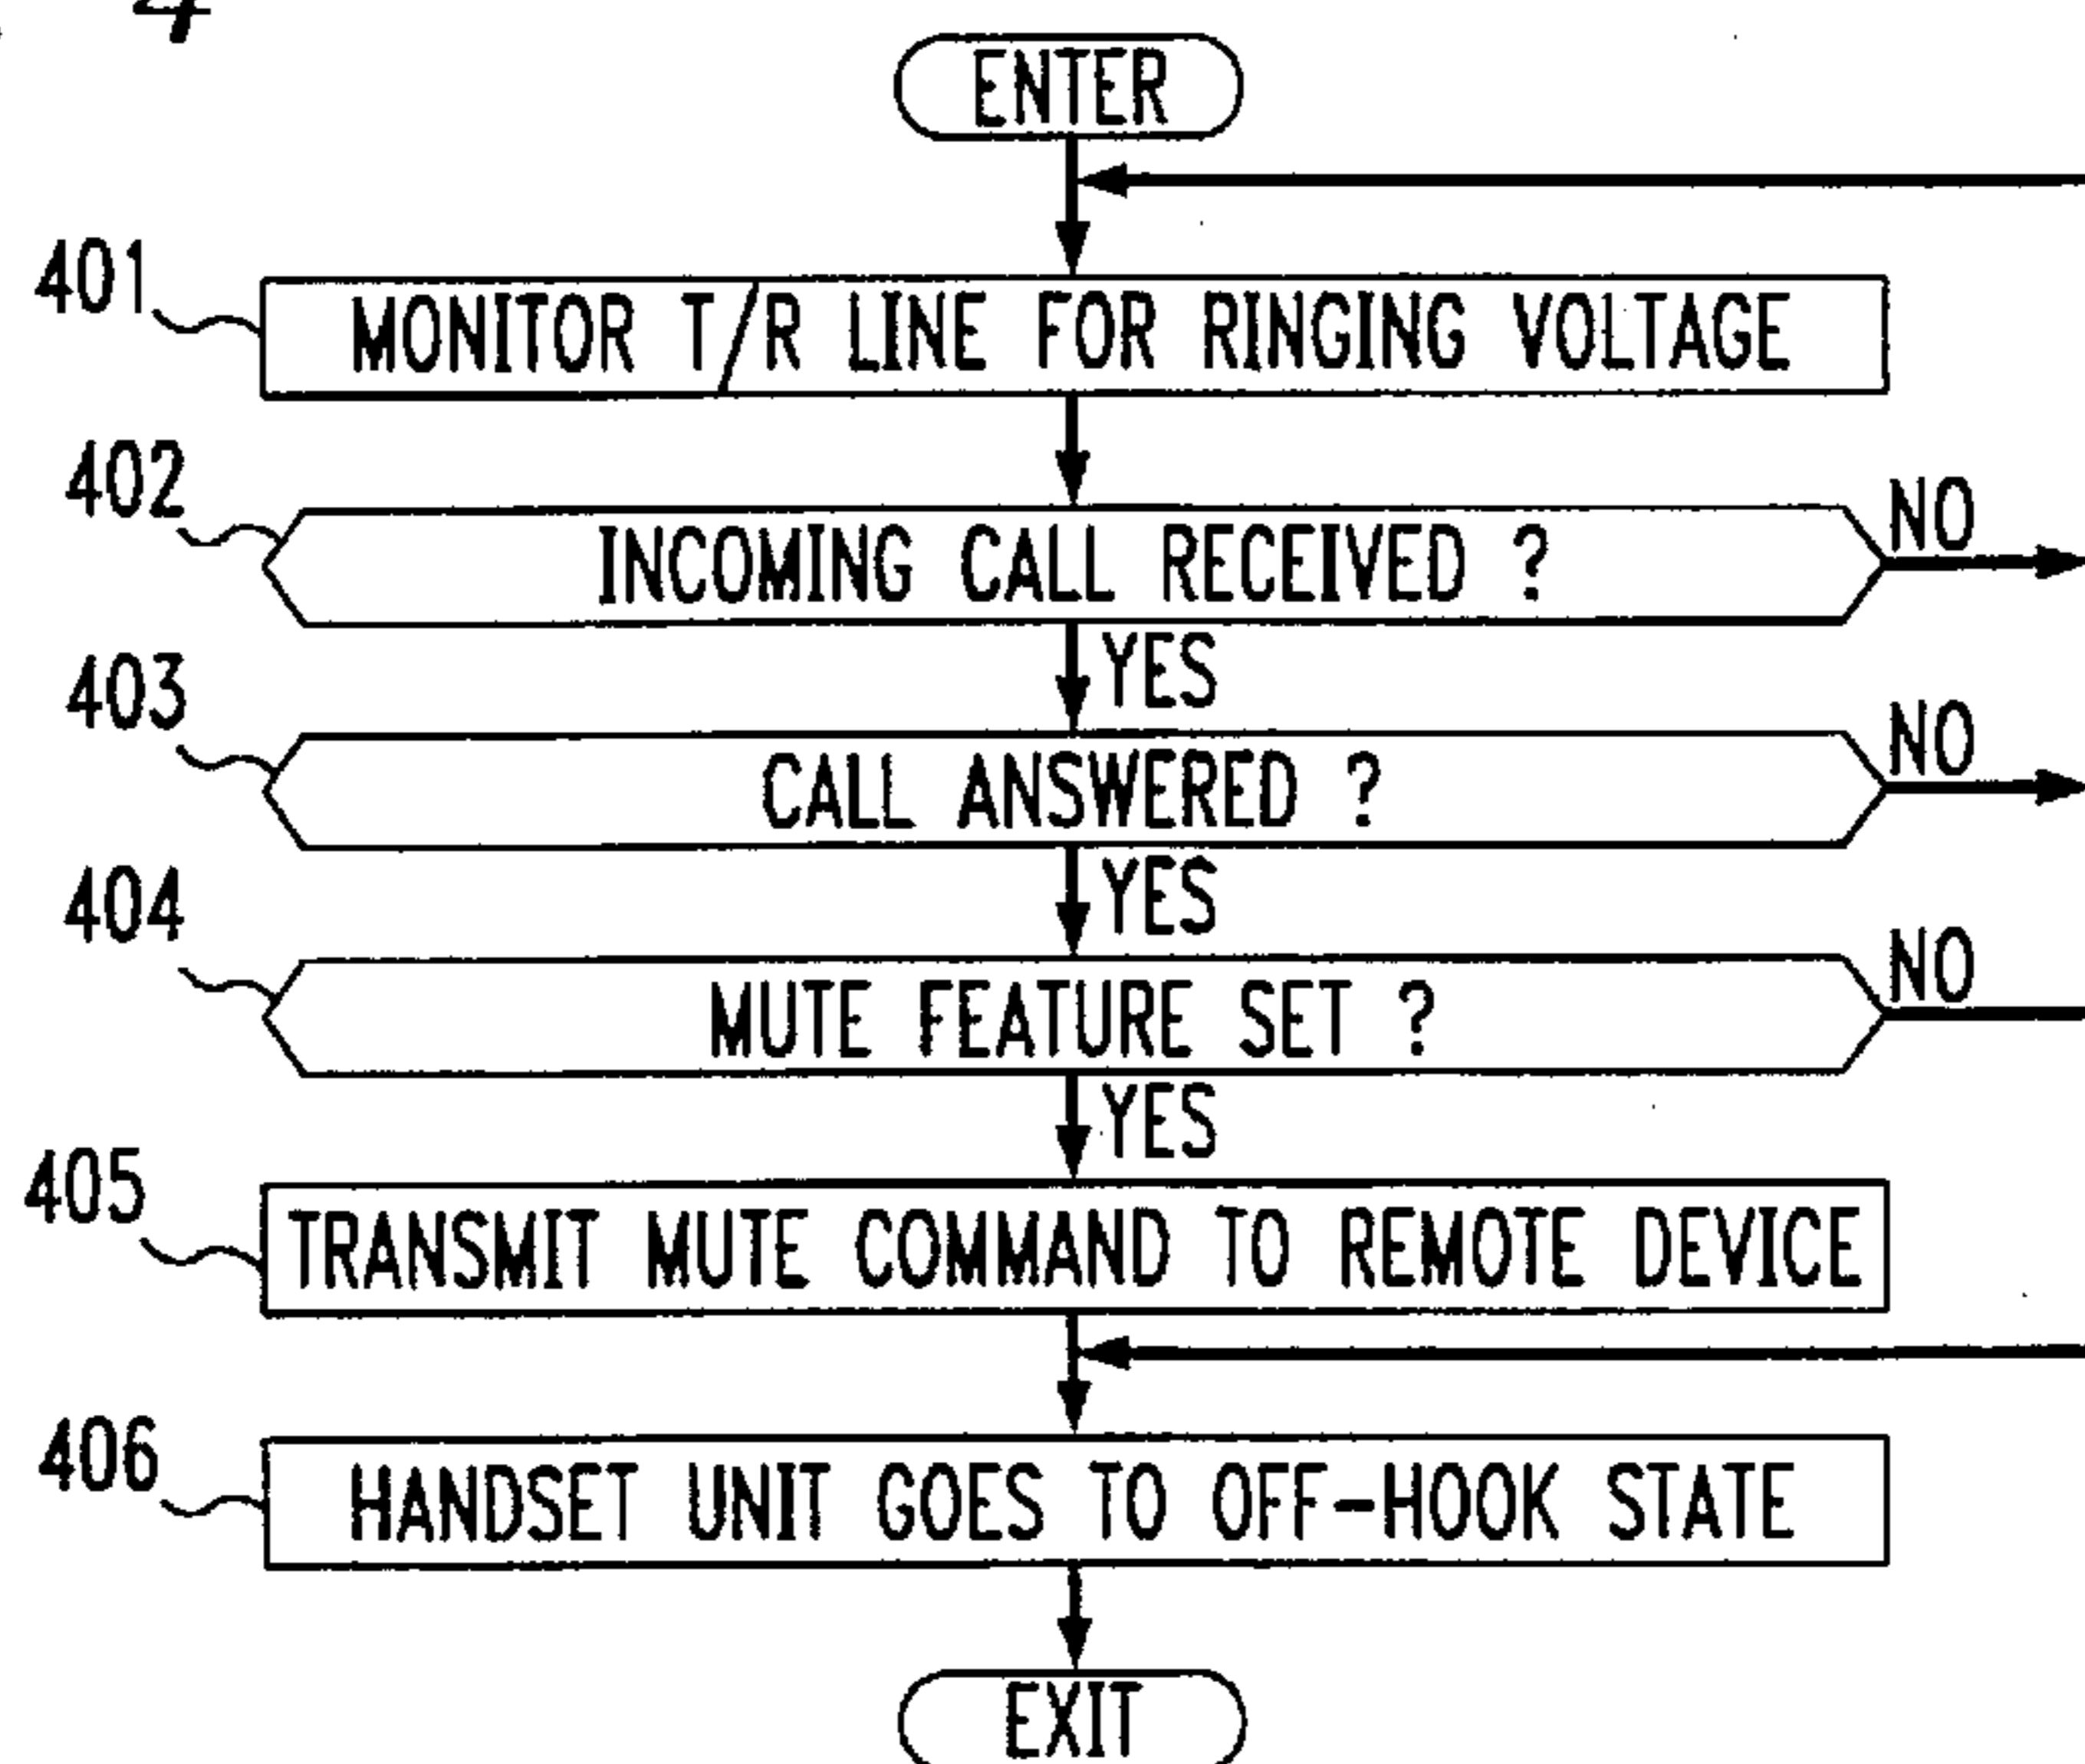 4
ENTER
401
MONITOR T/R LINE FOR RINGING VOLTAGE
402
INCOMING CALL RECEIVED ?
NO
YES
403
CALL ANSWERED ?
NO
YES
404
MUTE FEATURE SET ?
NO
YES
405
TRANSMIT MUTE COMMAND TO REMOTE DEVICE
406
HANDSET UNIT GOES TO OFF-HOOK STATE
EXIT